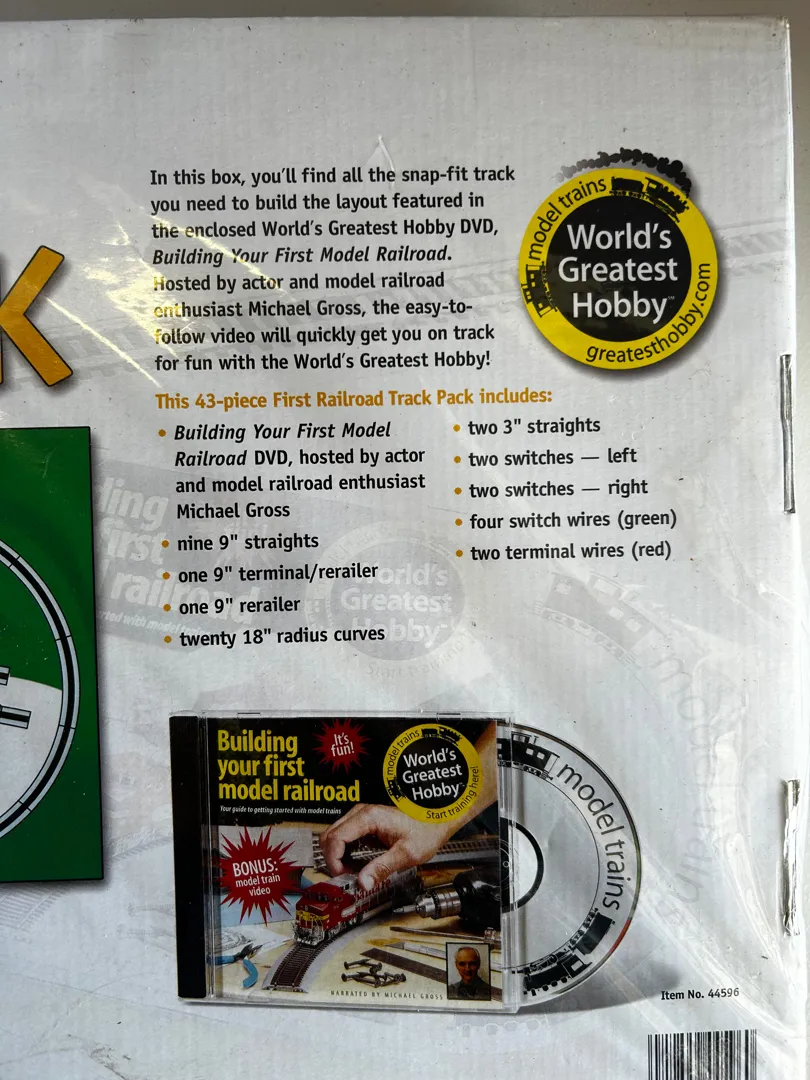 In this box, you'll find all the snap-fit track
you need to build the layout featured in
the enclosed World's Greatest Hobby DVD,
Building Your First Model Railroad.
Hosted by actor and model railroad
enthusiast Michael Gross, the easy-to-
follow video will quickly get you on track
for fun with the World's Greatest Hobby!
model trains
World's
Greatest
Hobby™
greatesthobby.com
K
This 43-piece First Railroad Track Pack includes:
• Building Your First Model
Railroad DVD, hosted by actor
and model railroad enthusiast
Michael Gross
• nine 9" straights
• one 9" terminal/rerailer
• one 9" rerailer
• twenty 18" radius curves
• two 3" straights
• two switches — left
• two switches — right
• four switch wires (green)
• two terminal wires (red)
Building
your first
model railroad
Your guide to getting started with model trains
It's
fun!
model trains
World's
Greatest
Hobby™
Start training here!
BONUS:
model train
video
NARRATED BY MICHAEL GROSS
model trains
Item No. 44596